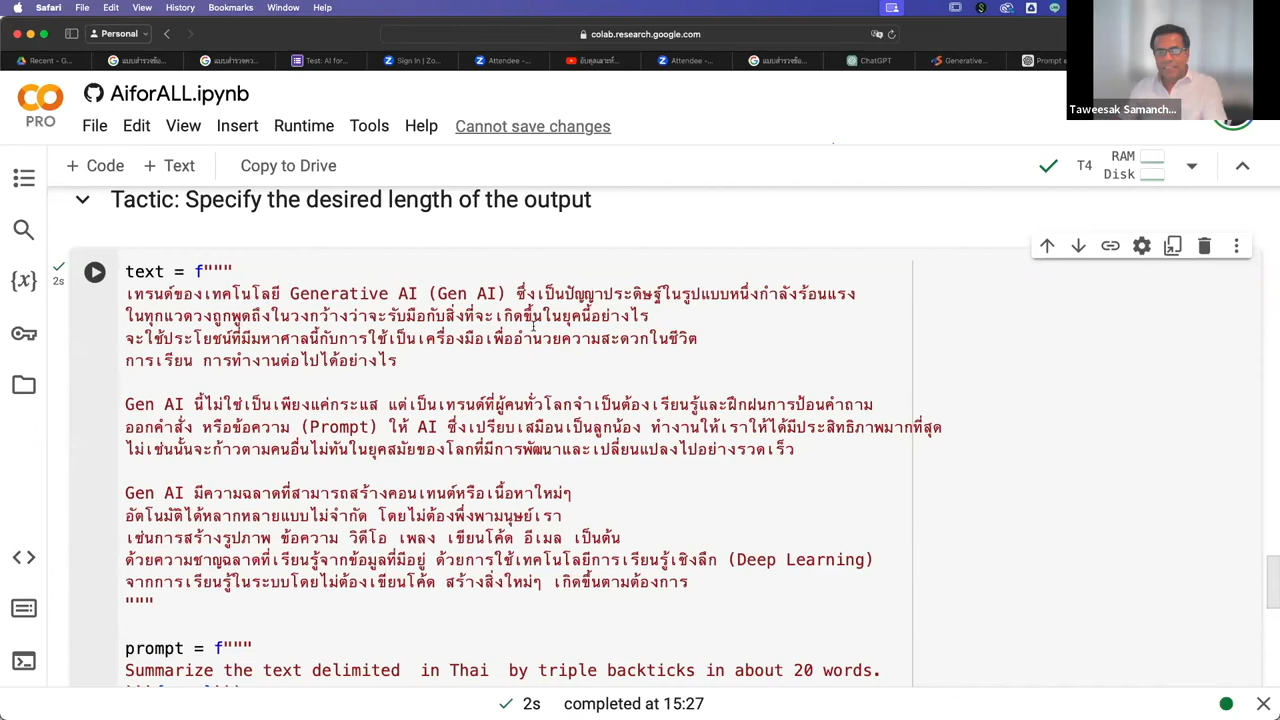 Safari File Edit View History Bookmarks Window Help
Personal
colab.research.google.com
Recent - G...
แบบสำรวจข้อ...
แบบสำรวจคว...
Test: AI for...
Sign In | Zo...
Attendee -...
Attendee -...
แบบสำรวจข้อ...
ChatGPT
Generative...
Prompt e
Taweesak Samanch...
CO
PRO
AiforALL.ipynb
File Edit View Insert Runtime Tools Help Cannot save changes
+ Code + Text Copy to Drive
T4
RAM
Disk
Tactic: Specify the desired length of the output
2s
text = f"""
เทรนด์ของเทคโนโลยี Generative AI (Gen AI) ซึ่งเป็นปัญญาประดิษฐ์ในรูปแบบหนึ่งกำลังร้อนแรง
ในทุกแวดวงถูกพูดถึงในวงกว้างว่าจะรับมือกับสิ่งที่จะเกิดขึ้นในยุคนี้อย่างไร
จะใช้ประโยชน์ที่มีมหาศาลนี้กับการใช้เป็นเครื่องมือเพื่ออำนวยความสะดวกในชีวิต
การเรียน การทำงานต่อไปได้อย่างไร
Gen AI นี้ไม่ใช่เป็นเพียงแค่กระแส แต่เป็นเทรนด์ที่ผู้คนทั่วโลกจำเป็นต้องเรียนรู้และฝึกฝนการป้อนคำถาม
ออกคำสั่ง หรือข้อความ (Prompt) ให้ AI ซึ่งเปรียบเสมือนเป็นลูกน้อง ทำงานให้เราให้ได้มีประสิทธิภาพมากที่สุด
ไม่เช่นนั้นจะก้าวตามคนอื่นไม่ทันในยุคสมัยของโลกที่มีการพัฒนาและเปลี่ยนแปลงไปอย่างรวดเร็ว
Gen AI มีความฉลาดที่สามารถสร้างคอนเทนต์หรือเนื้อหาใหม่ๆ
อัตโนมัติได้หลากหลายแบบไม่จำกัด โดยไม่ต้องพึ่งพามนุษย์เรา
เช่นการสร้างรูปภาพ ข้อความ วิดีโอ เพลง เขียนโค้ด อีเมล เป็นต้น
ด้วยความชาญฉลาดที่เรียนรู้จากข้อมูลที่มีอยู่ ด้วยการใช้เทคโนโลยีการเรียนรู้เชิงลึก (Deep Learning)
จากการเรียนรู้ในระบบโดยไม่ต้องเขียนโค้ด สร้างสิ่งใหม่ๆ เกิดขึ้นตามต้องการ
"""
prompt = f"""
Summarize the text delimited in Thai by triple backticks in about 20 words.
2s completed at 15:27